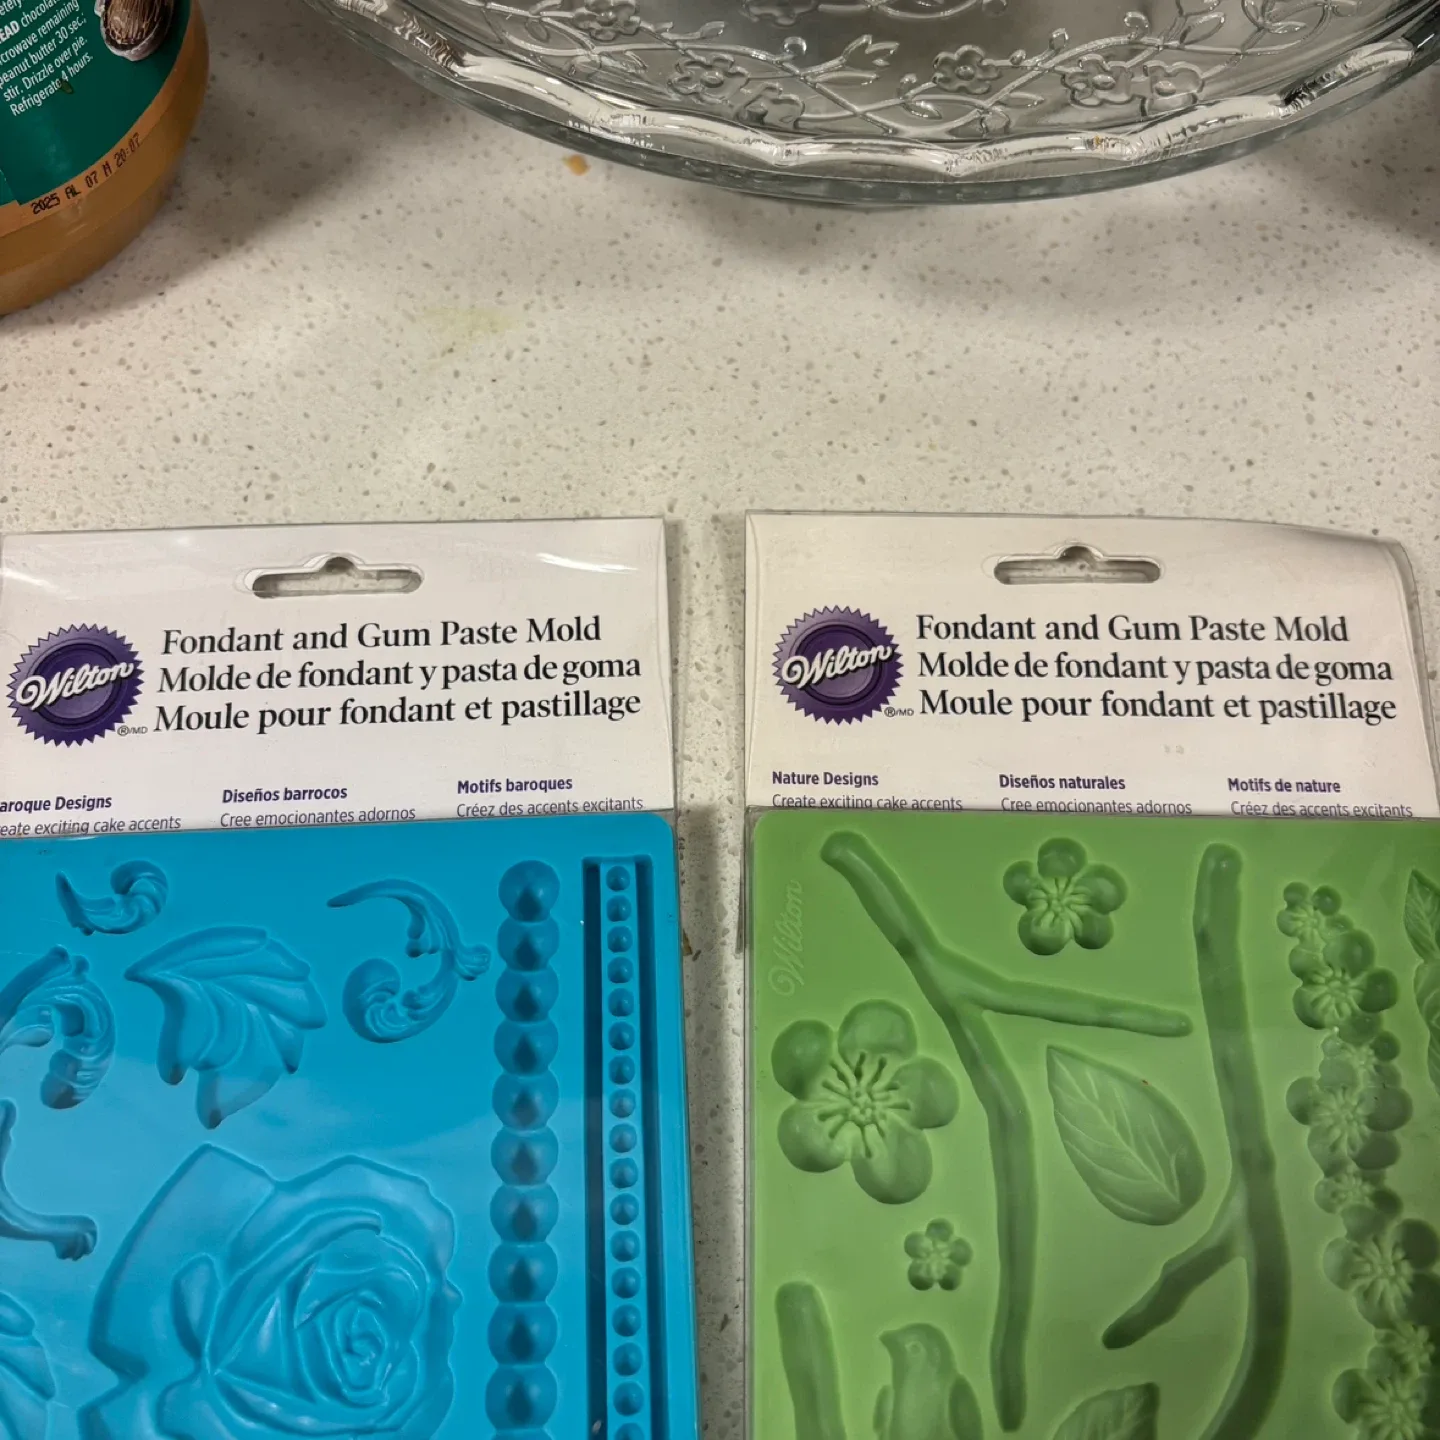 EAD chocola
microwave remaining
peanut butter 30 sec.;
stir. Drizzle over pie.
Refrigerate 4 hours.
2025 AL 07 M 20:07
Wilton
®/MD
Fondant and Gum Paste Mold
Molde de fondant y pasta de goma
Moule pour fondant et pastillage
aroque Designs
eate exciting cake accents
Diseños barrocos
Cree emocionantes adornos
Motifs baroques
Créez des accents excitants
Wilton
®/MD
Fondant and Gum Paste Mold
Molde de fondant y pasta de goma
Moule pour fondant et pastillage
Nature Designs
Create exciting cake accents
Diseños naturales
Cree emocionantes adornos
Motifs de nature
Créez des accents excitants
Wilton